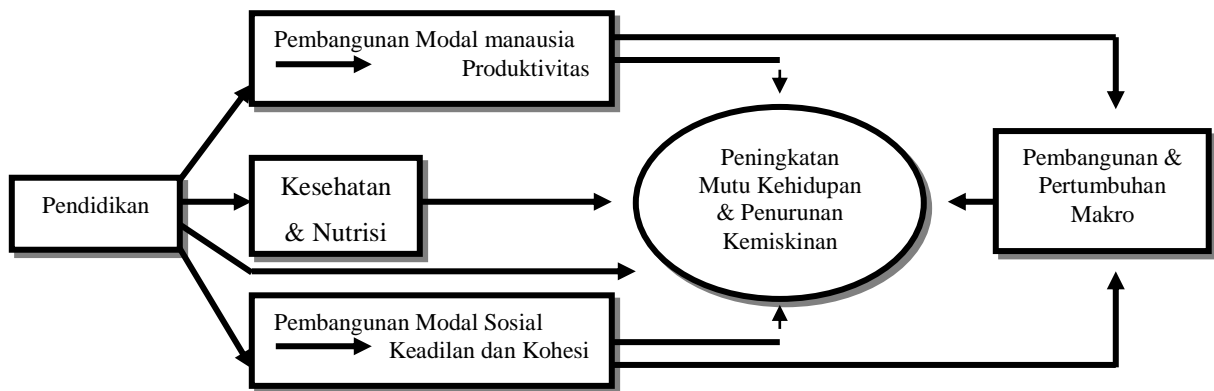 Pembangunan Modal manausia
Produktivitas
Pendidikan
Kesehatan
& Nutrisi
Pembangunan Modal Sosial
Keadilan dan Kohesi
Peningkatan
Mutu Kehidupan
& Penurunan
Kemiskinan
Pembangunan &
Pertumbuhan
Makro